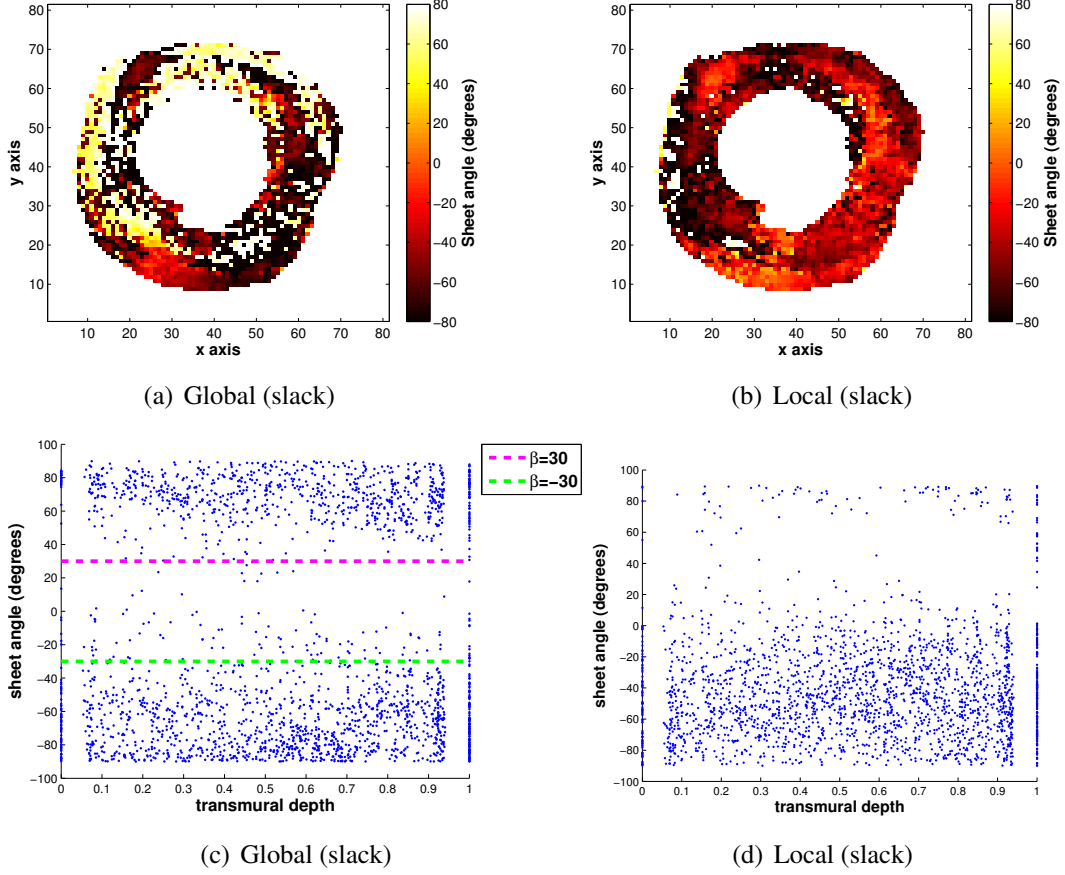 80
70
60
50
40
30
20
10
y axis
10 20 30 40 50 60 70 80
x axis
80
60
40
20
0
−20
−40
−60
−80
Sheet angle (degrees)
(a) Global (slack)
80
70
60
50
40
30
20
10
y axis
10 20 30 40 50 60 70 80
x axis
80
60
40
20
0
−20
−40
−60
−80
Sheet angle (degrees)
(b) Local (slack)
100
80
60
40
20
0
−20
−40
−60
−80
−100
sheet angle (degrees)
0 0.1 0.2 0.3 0.4 0.5 0.6 0.7 0.8 0.9 1
transmural depth
β=30
β=−30
(c) Global (slack)
100
80
60
40
20
0
−20
−40
−60
−80
−100
sheet angle (degrees)
0 0.1 0.2 0.3 0.4 0.5 0.6 0.7 0.8 0.9 1
transmural depth
(d) Local (slack)